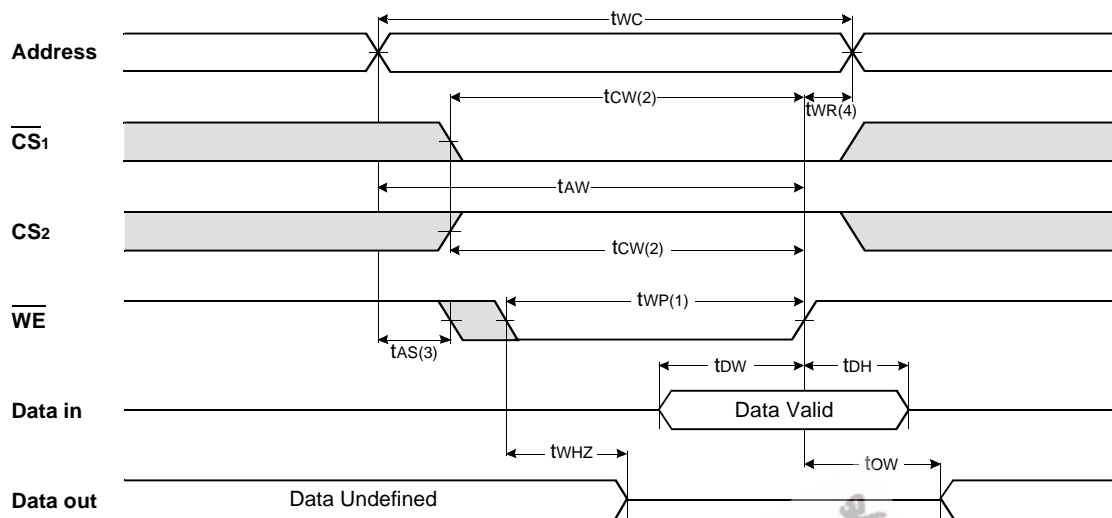 tWC
Address
tCW(2)
tWR(4)
CS1
tAW
CS2
tCW(2)
tWP(1)
WE
tAS(3)
tDW
tDH
Data in
Data Valid
tWHZ
tOW
Data out
Data Undefined